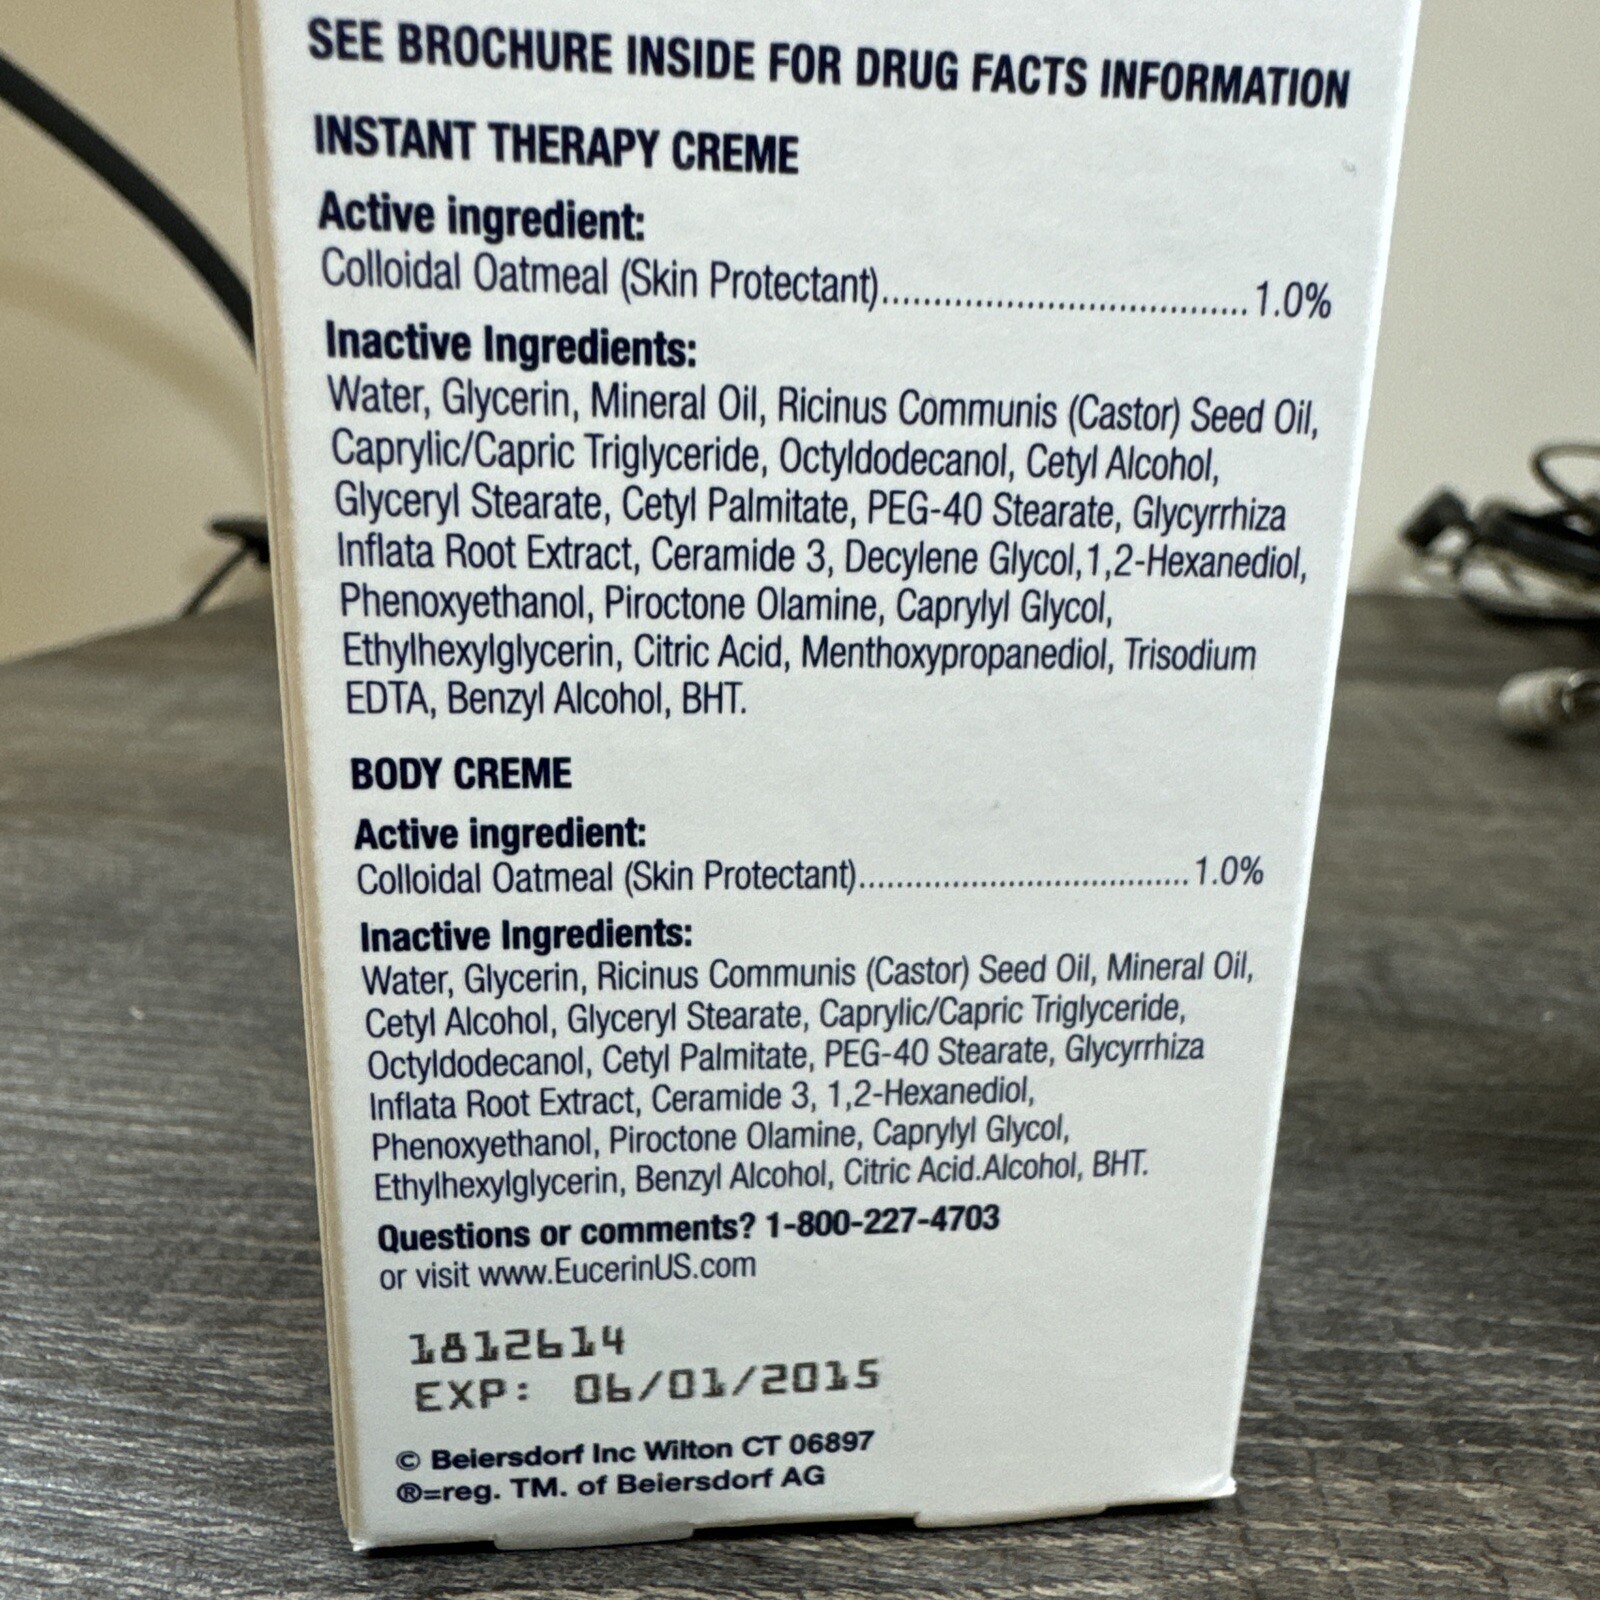 SEE BROCHURE INSIDE FOR DRUG FACTS INFORMATION
INSTANT THERAPY CREME
Active ingredient:
Colloidal Oatmeal (Skin Protectant)....................................1.0%
Inactive Ingredients:
Water, Glycerin, Mineral Oil, Ricinus Communis (Castor) Seed Oil,
Caprylic/Capric Triglyceride, Octyldodecanol, Cetyl Alcohol,
Glyceryl Stearate, Cetyl Palmitate, PEG-40 Stearate, Glycyrrhiza
Inflata Root Extract, Ceramide 3, Decylene Glycol,1,2-Hexanediol,
Phenoxyethanol, Piroctone Olamine, Caprylyl Glycol,
Ethylhexylglycerin, Citric Acid, Menthoxypropanediol, Trisodium
EDTA, Benzyl Alcohol, BHT.
BODY CREME
Active ingredient:
Colloidal Oatmeal (Skin Protectant)....................................1.0%
Inactive Ingredients:
Water, Glycerin, Ricinus Communis (Castor) Seed Oil, Mineral Oil,
Cetyl Alcohol, Glyceryl Stearate, Caprylic/Capric Triglyceride,
Octyldodecanol, Cetyl Palmitate, PEG-40 Stearate, Glycyrrhiza
Inflata Root Extract, Ceramide 3, 1,2-Hexanediol,
Phenoxyethanol, Piroctone Olamine, Caprylyl Glycol,
Ethylhexylglycerin, Benzyl Alcohol, Citric Acid.Alcohol, BHT.
Questions or comments? 1-800-227-4703
or visit www.EucerinUS.com
1812614
EXP: 06/01/2015
© Beiersdorf Inc Wilton CT 06897
®=reg. TM. of Beiersdorf AG